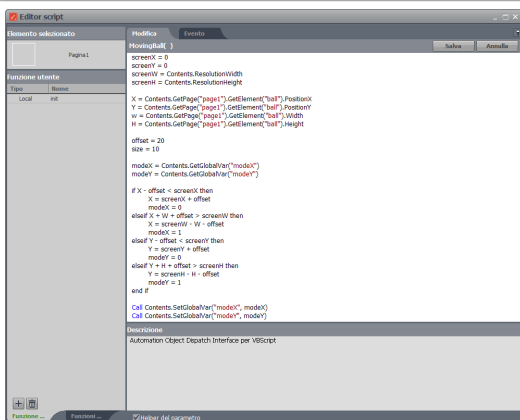 Editor script
Elemento selezionato
Pagina1
Funzione utente
Tipo Nome
Local init
Modifica Evento
MovingBall( ) Salva Annulla
screenX = 0
screenY = 0
screenW = Contents.ResolutionWidth
screenH = Contents.ResolutionHeight
X = Contents.GetPage("page1").GetElement("ball").PositionX
Y = Contents.GetPage("page1").GetElement("ball").PositionY
w = Contents.GetPage("page1").GetElement("ball").Width
H = Contents.GetPage("page1").GetElement("ball").Height
offset = 20
size = 10
modeX = Contents.GetGlobalVar("modeX")
modeY = Contents.GetGlobalVar("modeY")
if X - offset < screenX then
X = screenX + offset
modeX = 0
elseif X + W + offset > screenW then
X = screenW - W - offset
modeX = 1
elseif Y - offset < screenY then
Y = screenY + offset
modeY = 0
elseif Y + H + offset > screenH then
Y = screenH - H - offset
modeY = 1
end if
Call Contents.SetGlobalVar("modeX", modeX)
Call Contents.SetGlobalVar("modeY", modeY)
Descrizione
Automation Object Dispatch Interface per VBScript
Funzione ... Funzioni ... Helper del parametro